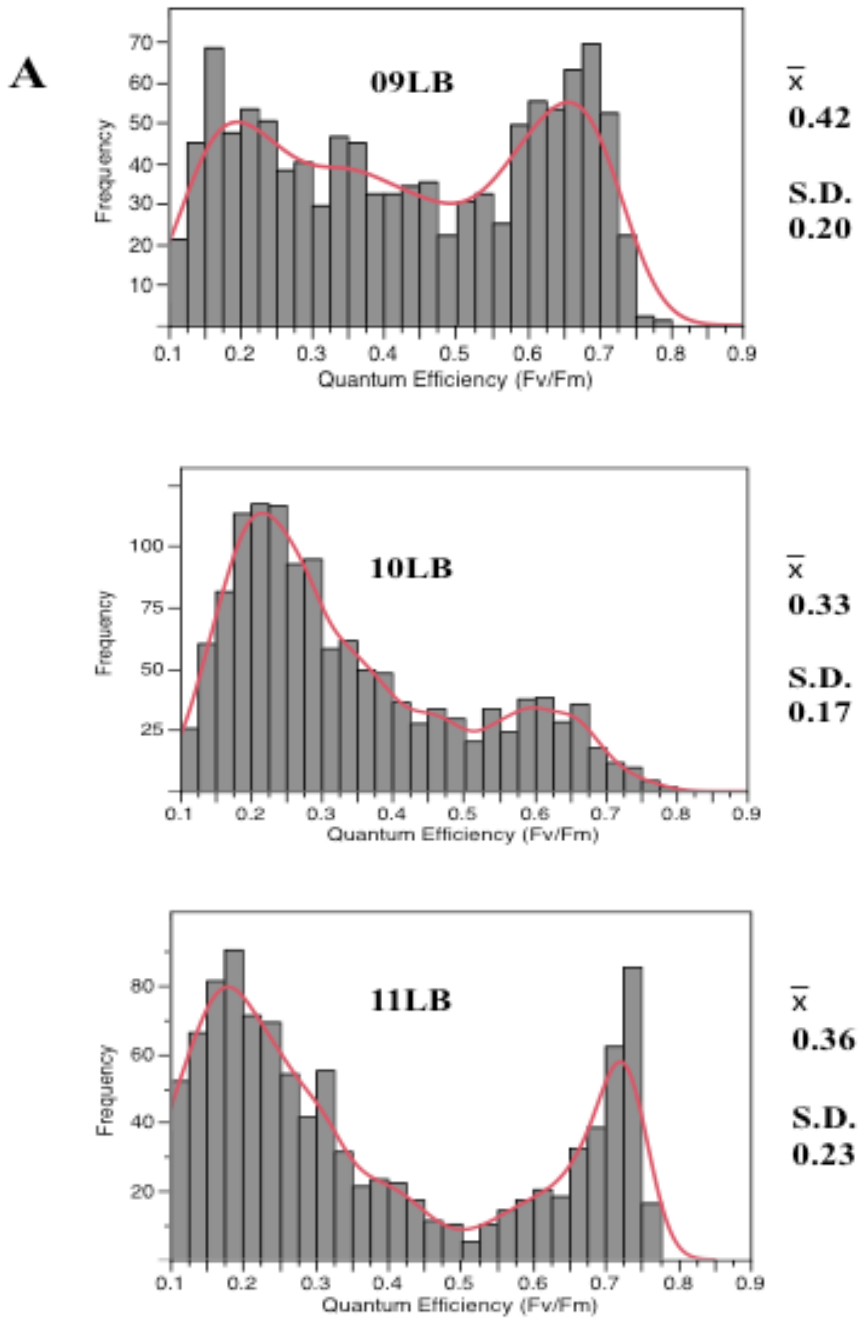 A
09LB
70
60
50
40
30
20
10
Frequency
0.1 0.2 0.3 0.4 0.5 0.6 0.7 0.8 0.9
Quantum Efficiency (Fv/Fm)
x̅
0.42
S.D.
0.20
10LB
100
75
50
25
Frequency
0.1 0.2 0.3 0.4 0.5 0.6 0.7 0.8 0.9
Quantum Efficiency (Fv/Fm)
x̅
0.33
S.D.
0.17
11LB
80
60
40
20
Frequency
0.1 0.2 0.3 0.4 0.5 0.6 0.7 0.8 0.9
Quantum Efficiency (Fv/Fm)
x̅
0.36
S.D.
0.23